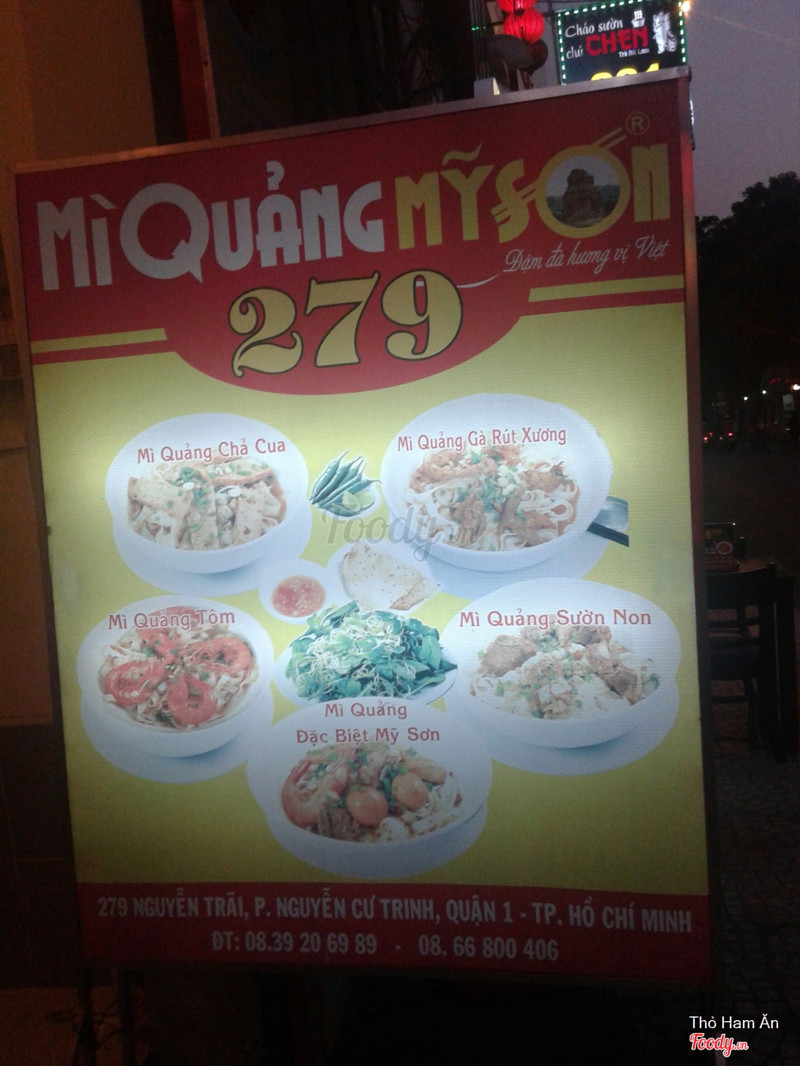 Cháo sườn
chú CHEN
MÌ QUẢNG MỸ SƠN ®
Đậm đà hương vị Việt
279
Mì Quảng Chả Cua
Mì Quảng Gà Rút Xương
Foody.vn
Mì Quảng Tôm
Mì Quảng Sườn Non
Mì Quảng
Đặc Biệt Mỹ Sơn
279 NGUYỄN TRÃI, P. NGUYỄN CƯ TRINH, QUẬN 1 - TP. HỒ CHÍ MINH
ĐT: 08.39 20 69 89 - 08. 66 800 406
Thỏ Ham Ăn
Foody.vn